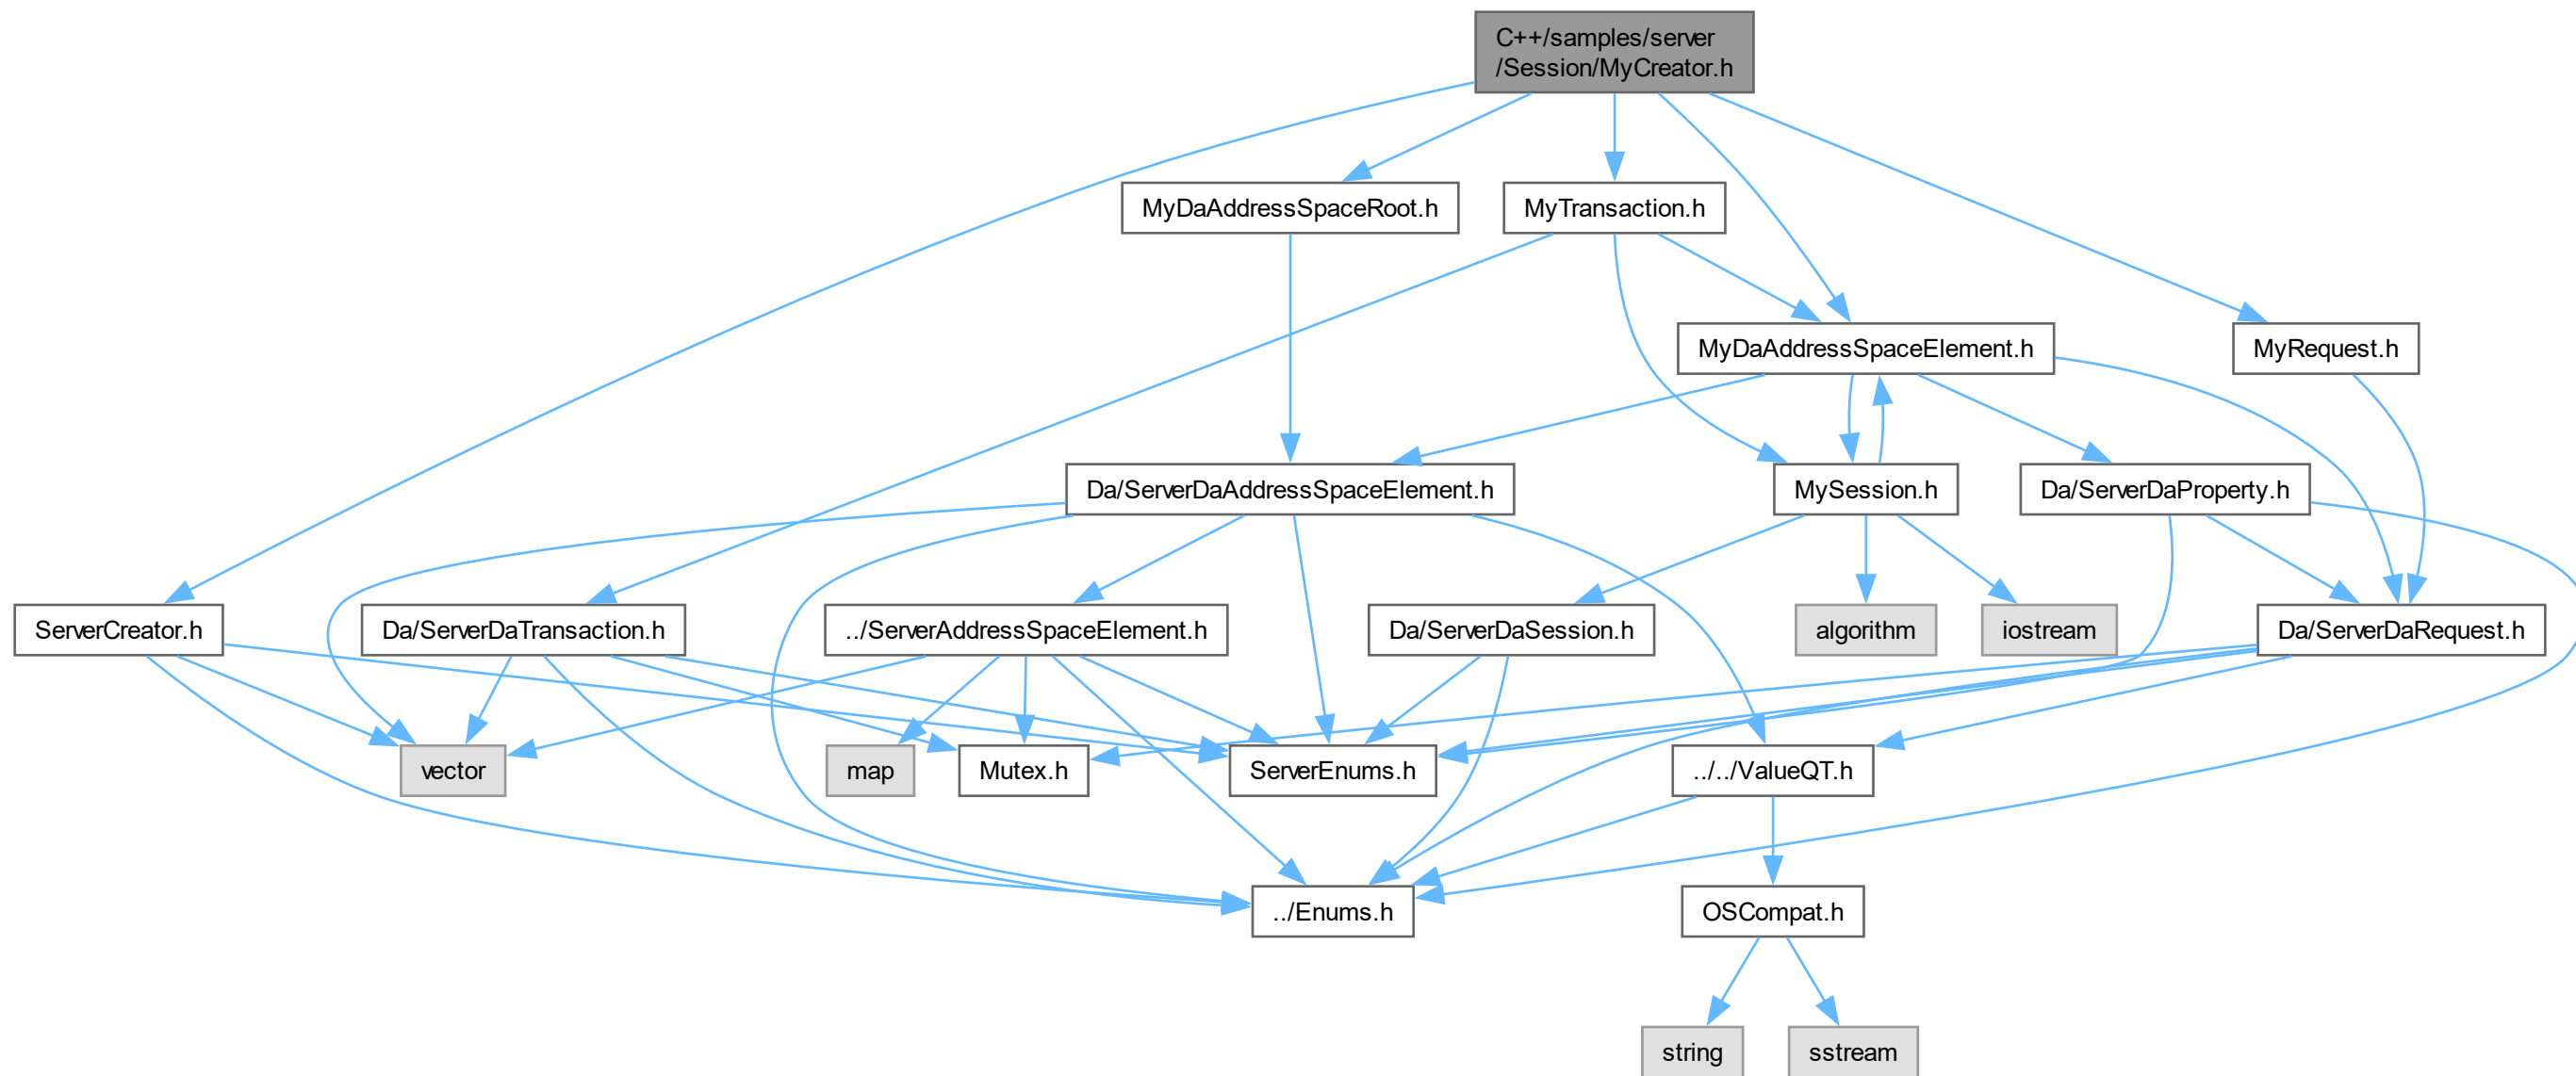 C++/samples/server
/Session/MyCreator.h
MyDaAddressSpaceRoot.h
MyTransaction.h
MyDaAddressSpaceElement.h
MyRequest.h
Da/ServerDaAddressSpaceElement.h
MySession.h
Da/ServerDaProperty.h
ServerCreator.h
Da/ServerDaTransaction.h
../ServerAddressSpaceElement.h
Da/ServerDaSession.h
algorithm
iostream
Da/ServerDaRequest.h
vector
map
Mutex.h
ServerEnums.h
../../ValueQT.h
../Enums.h
OSCompat.h
string
sstream